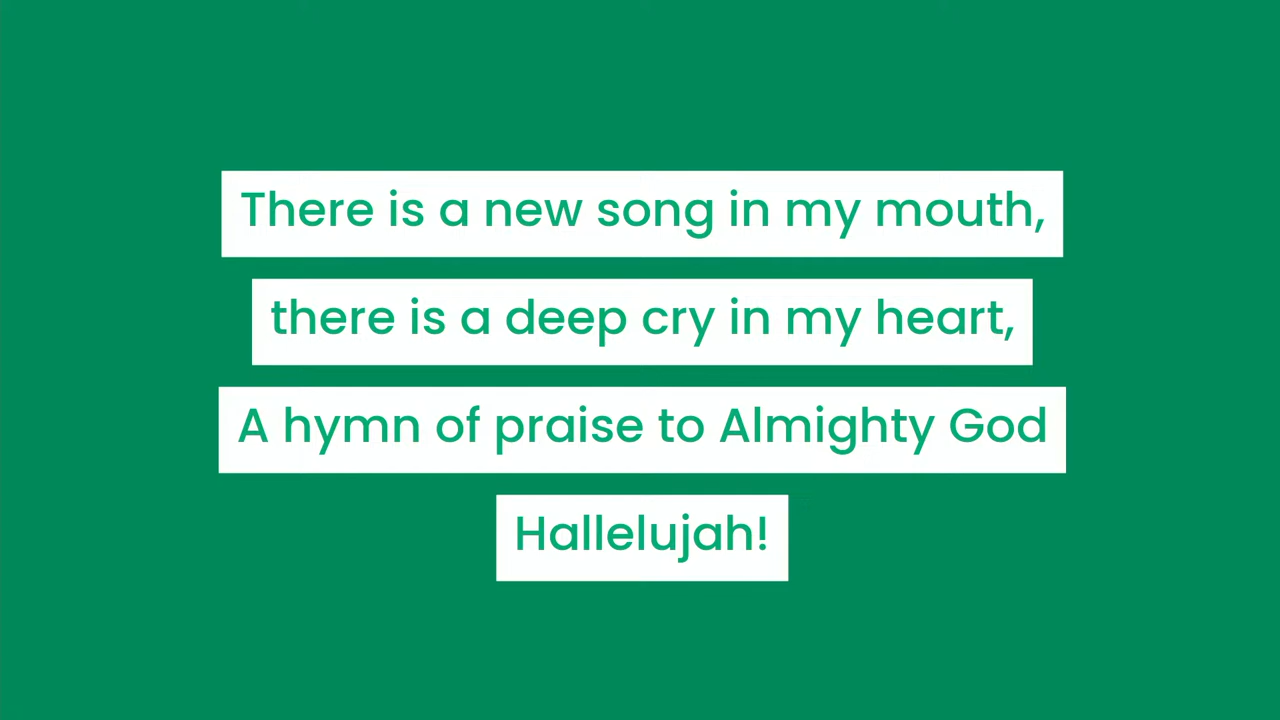 There is a new song in my mouth,
there is a deep cry in my heart,
A hymn of praise to Almighty God
Hallelujah!